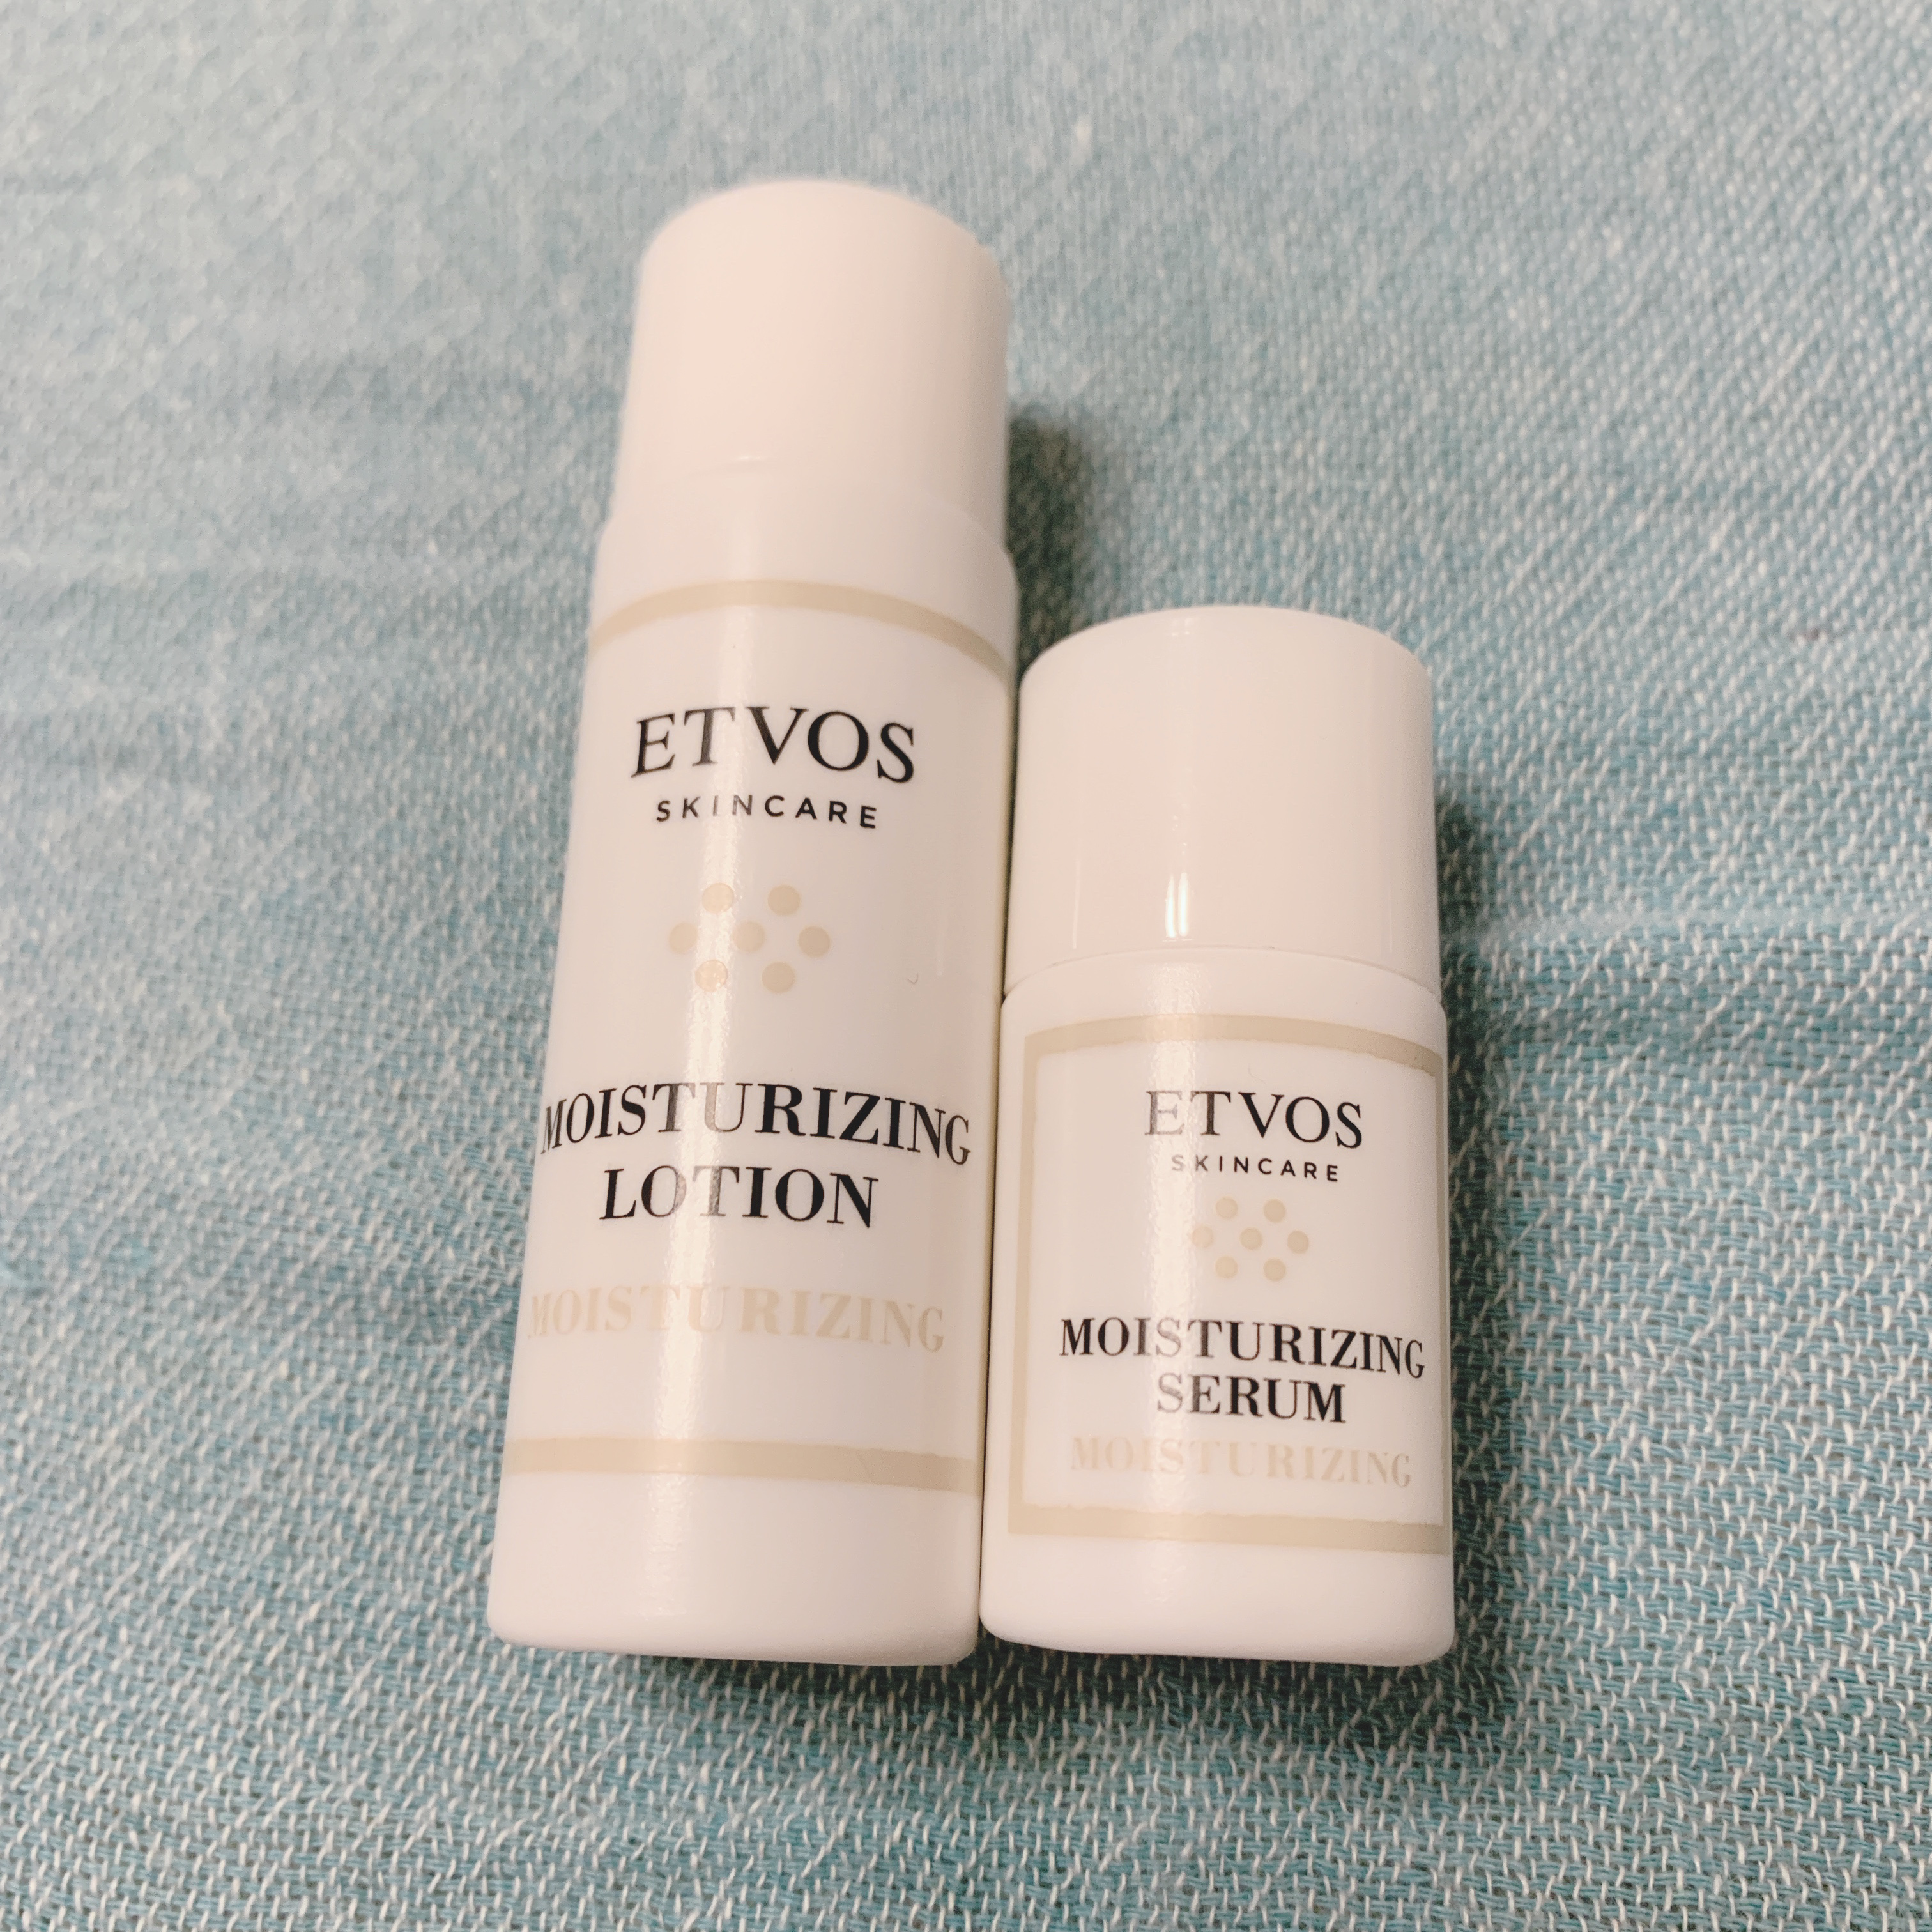 ETVOS
SKINCARE
MOISTURIZING
LOTION
MOISTURIZING
ETVOS
SKINCARE
MOISTURIZING
SERUM
MOISTURIZING